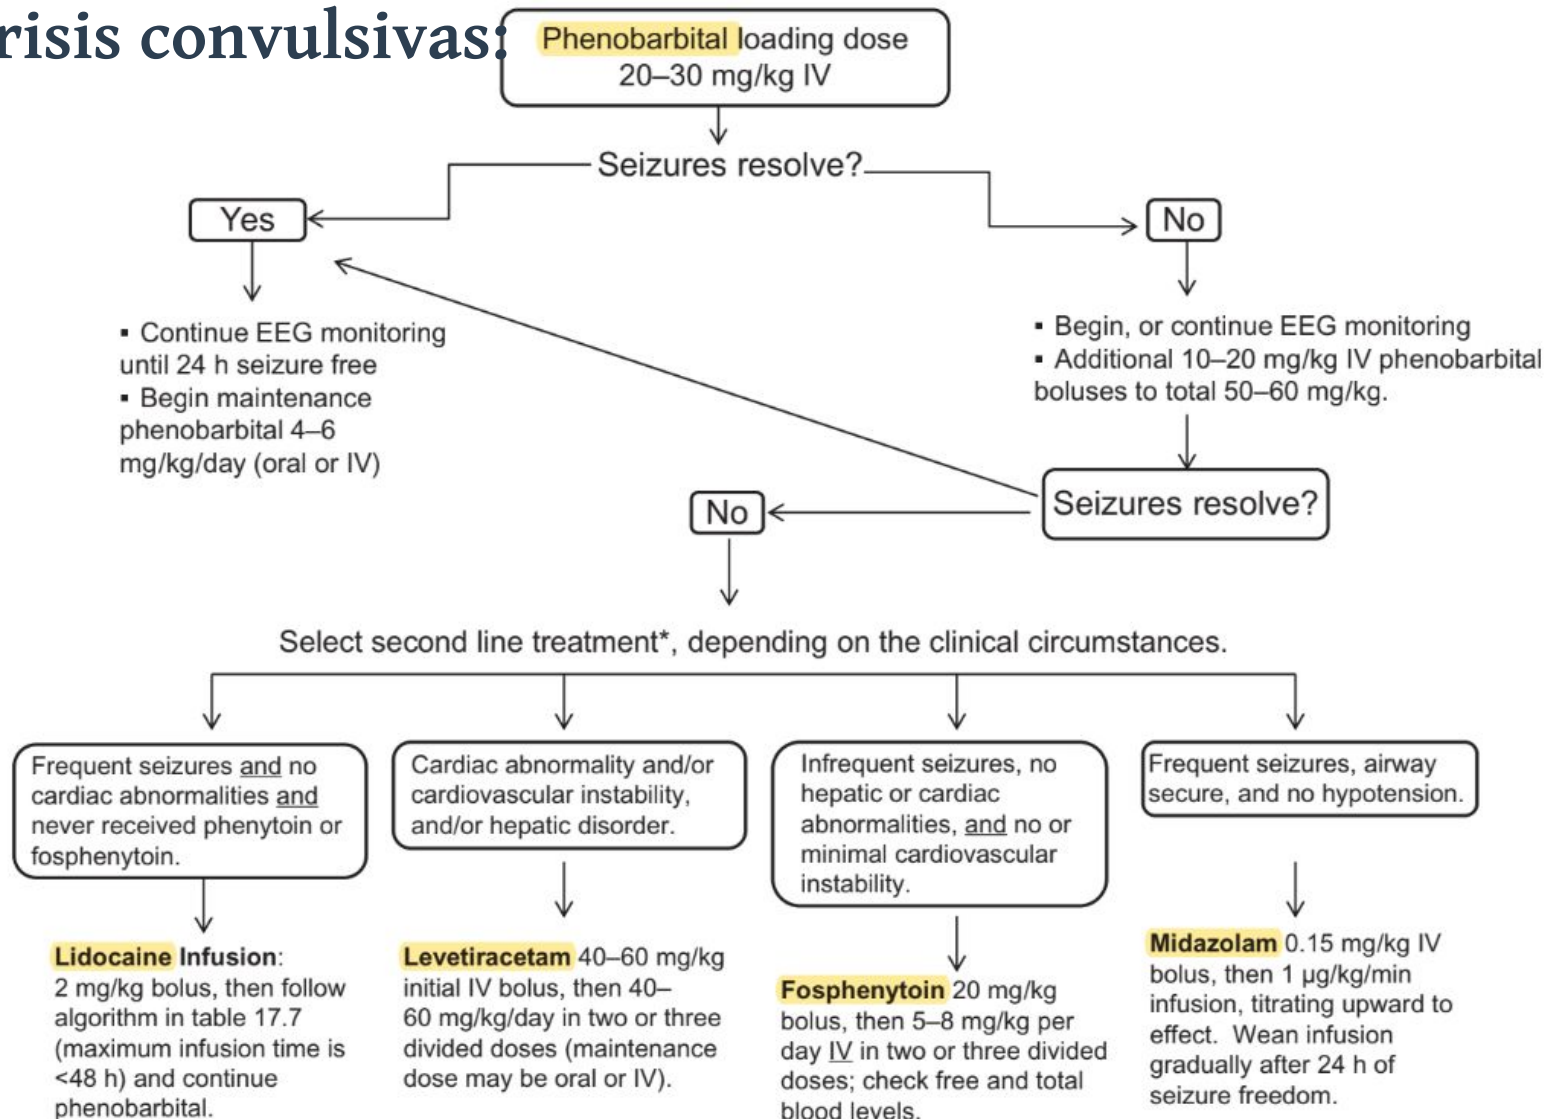 risis convulsivas:
Phenobarbital loading dose
20–30 mg/kg IV
Seizures resolve?
Yes
No
▪ Continue EEG monitoring
until 24 h seizure free
▪ Begin maintenance
phenobarbital 4–6
mg/kg/day (oral or IV)
▪ Begin, or continue EEG monitoring
▪ Additional 10–20 mg/kg IV phenobarbital
boluses to total 50–60 mg/kg.
Seizures resolve?
No
Select second line treatment*, depending on the clinical circumstances.
Frequent seizures and no
cardiac abnormalities and
never received phenytoin or
fosphenytoin.
Lidocaine Infusion:
2 mg/kg bolus, then follow
algorithm in table 17.7
(maximum infusion time is
<48 h) and continue
phenobarbital.
Cardiac abnormality and/or
cardiovascular instability,
and/or hepatic disorder.
Levetiracetam 40–60 mg/kg
initial IV bolus, then 40–
60 mg/kg/day in two or three
divided doses (maintenance
dose may be oral or IV).
Infrequent seizures, no
hepatic or cardiac
abnormalities, and no or
minimal cardiovascular
instability.
Fosphenytoin 20 mg/kg
bolus, then 5–8 mg/kg per
day IV in two or three divided
doses; check free and total
blood levels.
Frequent seizures, airway
secure, and no hypotension.
Midazolam 0.15 mg/kg IV
bolus, then 1 µg/kg/min
infusion, titrating upward to
effect. Wean infusion
gradually after 24 h of
seizure freedom.